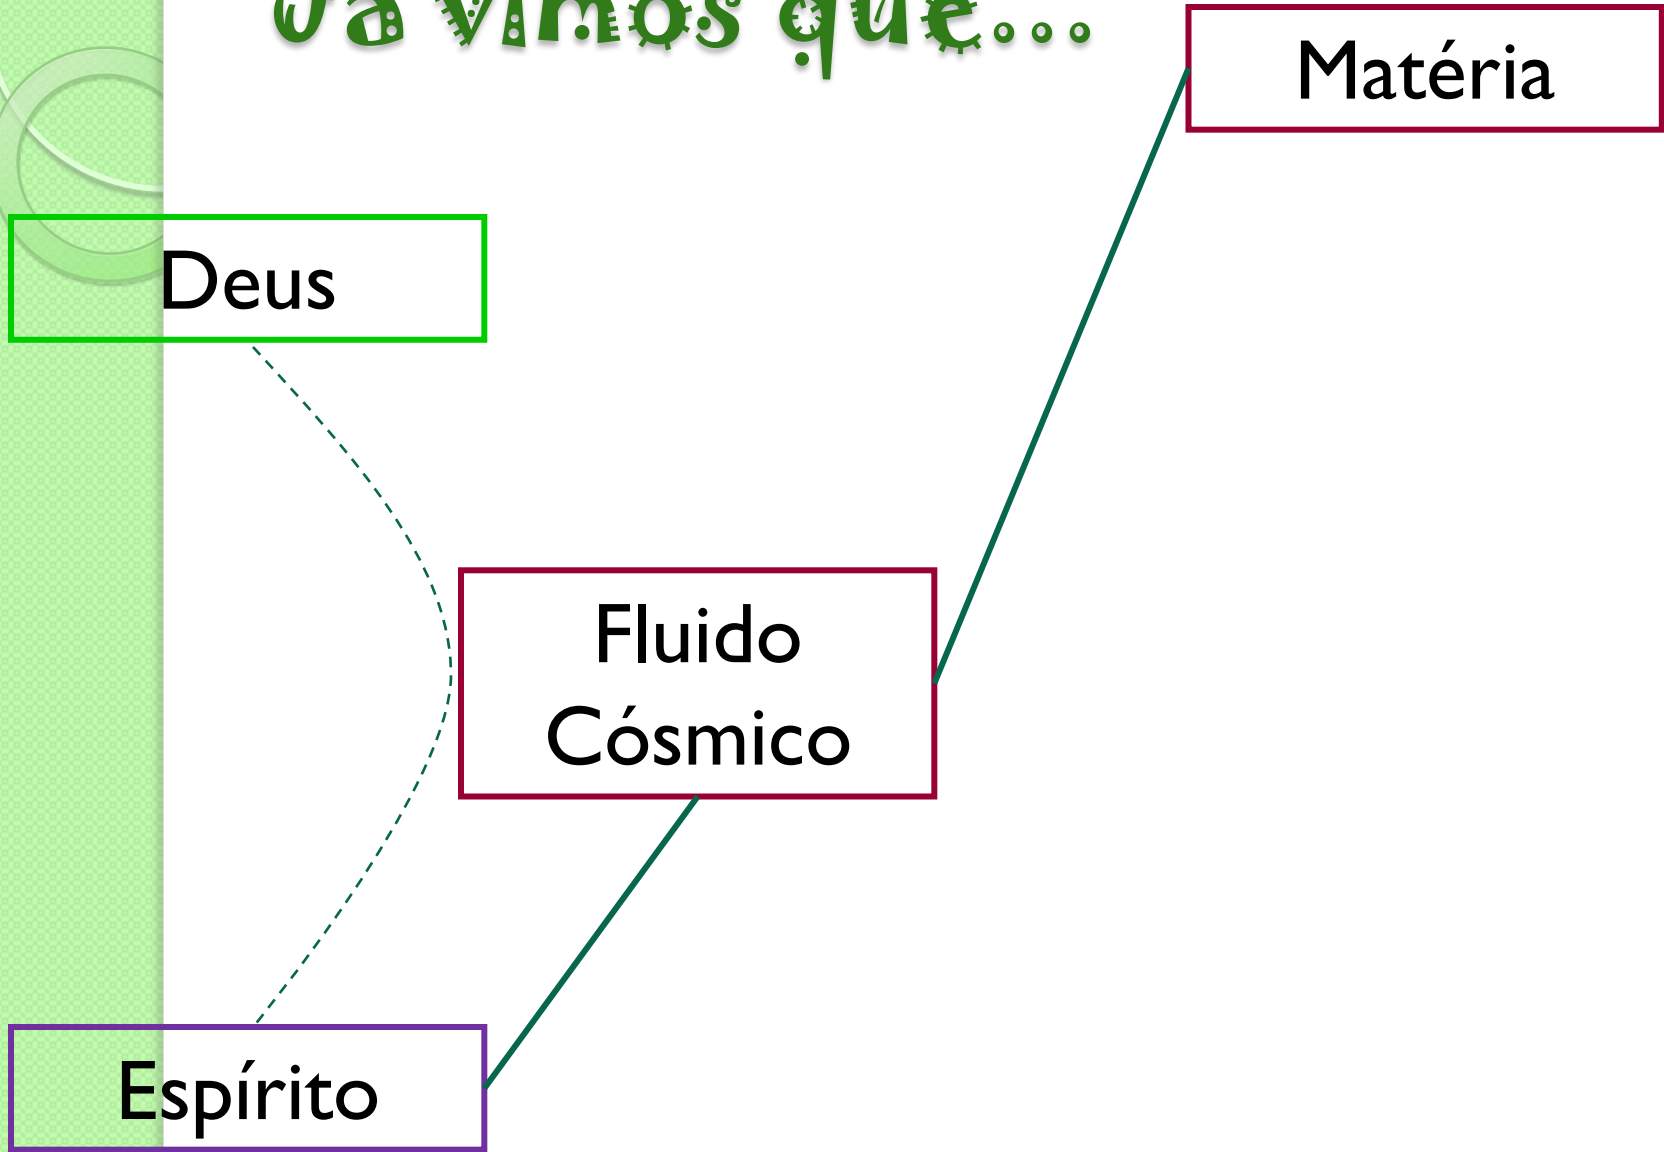 Já vimos que...
Matéria
Deus
Fluido
Cósmico
Espírito